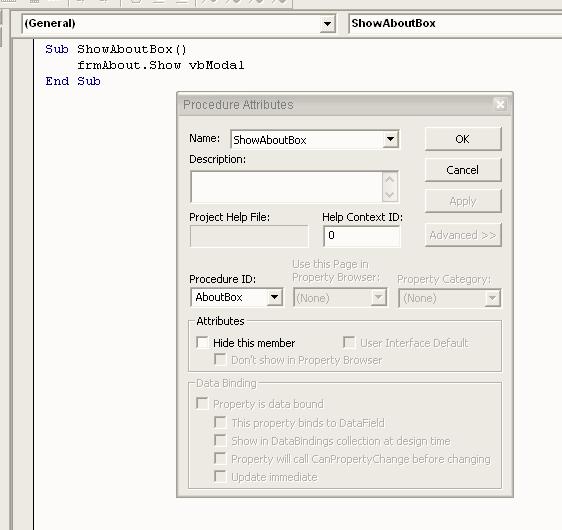 (General)
ShowAboutBox
Sub ShowAboutBox()
frmAbout.Show vbModal
End Sub
Procedure Attributes
Name:
ShowAboutBox
OK
Description:
Cancel
Apply
Project Help File:
Help Context ID:
0
Advanced >>
Procedure ID:
Use this Page in
Property Browser:
Property Category:
AboutBox
(None)
(None)
Attributes
Hide this member
User Interface Default
Don't show in Property Browser
Data Binding
Property is data bound
This property binds to DataField
Show in DataBindings collection at design time
Property will call CanPropertyChange before changing
Update immediate